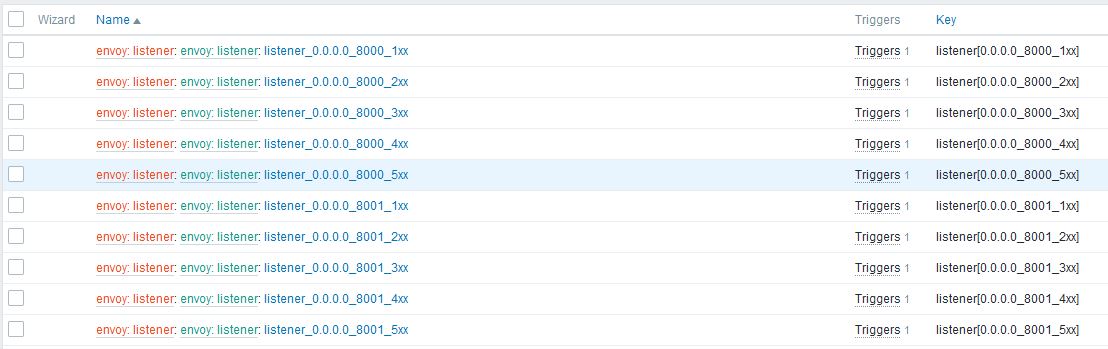 Wizard Name Triggers Key
envoy: listener: envoy: listener: listener_0.0.0.0_8000_1xx Triggers 1 listener[0.0.0.0_8000_1xx]
envoy: listener: envoy: listener: listener_0.0.0.0_8000_2xx Triggers 1 listener[0.0.0.0_8000_2xx]
envoy: listener: envoy: listener: listener_0.0.0.0_8000_3xx Triggers 1 listener[0.0.0.0_8000_3xx]
envoy: listener: envoy: listener: listener_0.0.0.0_8000_4xx Triggers 1 listener[0.0.0.0_8000_4xx]
envoy: listener: envoy: listener: listener_0.0.0.0_8000_5xx Triggers 1 listener[0.0.0.0_8000_5xx]
envoy: listener: envoy: listener: listener_0.0.0.0_8001_1xx Triggers 1 listener[0.0.0.0_8001_1xx]
envoy: listener: envoy: listener: listener_0.0.0.0_8001_2xx Triggers 1 listener[0.0.0.0_8001_2xx]
envoy: listener: envoy: listener: listener_0.0.0.0_8001_3xx Triggers 1 listener[0.0.0.0_8001_3xx]
envoy: listener: envoy: listener: listener_0.0.0.0_8001_4xx Triggers 1 listener[0.0.0.0_8001_4xx]
envoy: listener: envoy: listener: listener_0.0.0.0_8001_5xx Triggers 1 listener[0.0.0.0_8001_5xx]